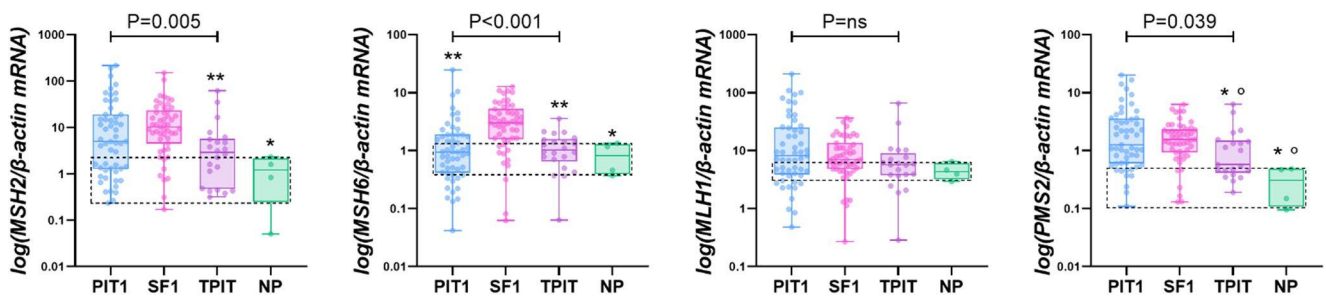 P=0.005
log(MSH2/β-actin mRNA)
1000
100
10
1
0.1
0.01
**
*
PIT1 SF1 TPIT NP
P<0.001
log(MSH6/β-actin mRNA)
100
10
1
0.1
0.01
**
**
*
PIT1 SF1 TPIT NP
P=ns
log(MLH1/β-actin mRNA)
1000
100
10
1
0.1
PIT1 SF1 TPIT NP
P=0.039
log(PMS2/β-actin mRNA)
100
10
1
0.1
0.01
* °
* °
PIT1 SF1 TPIT NP